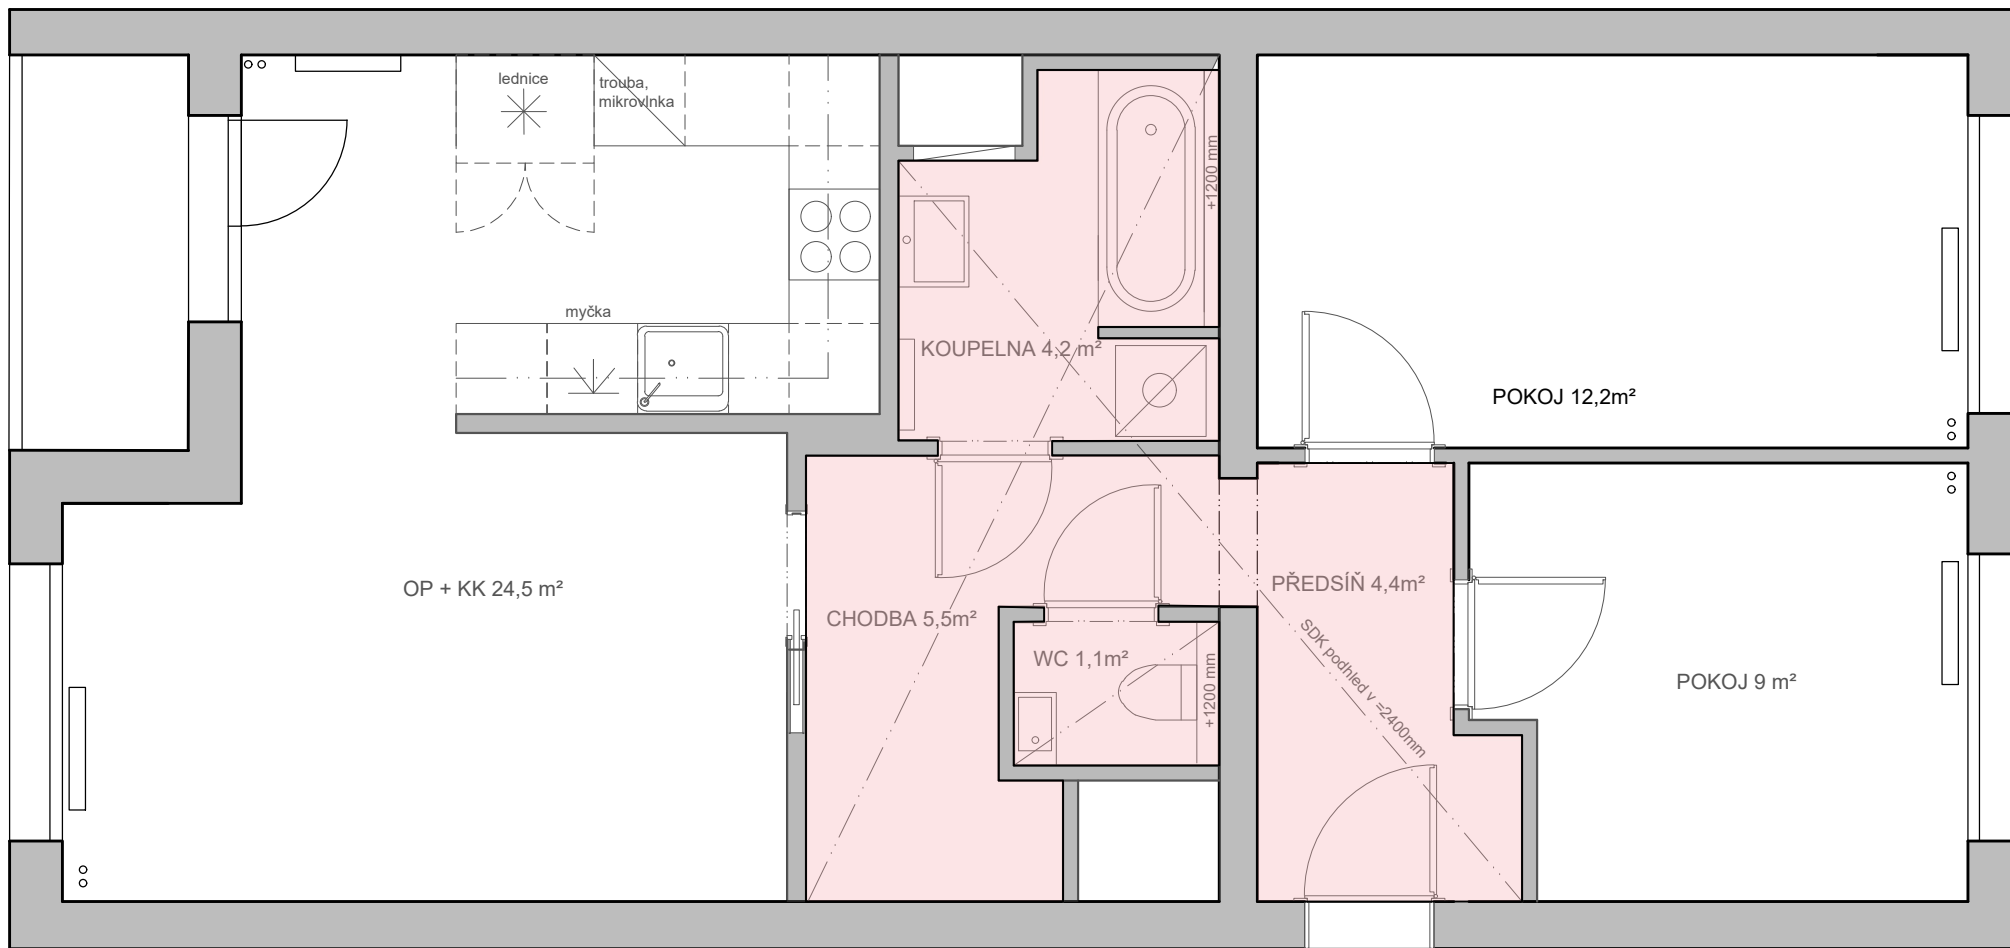 lednice
trouba,
mikrovlnka
+1200 mm
myčka
KOUPELNA 4,2 m²
POKOJ 12,2m²
OP + KK 24,5 m²
PŘEDSÍŇ 4,4m²
CHODBA 5,5m²
SDK podhled v =2400mm
WC 1,1m²
+1200 mm
POKOJ 9 m²